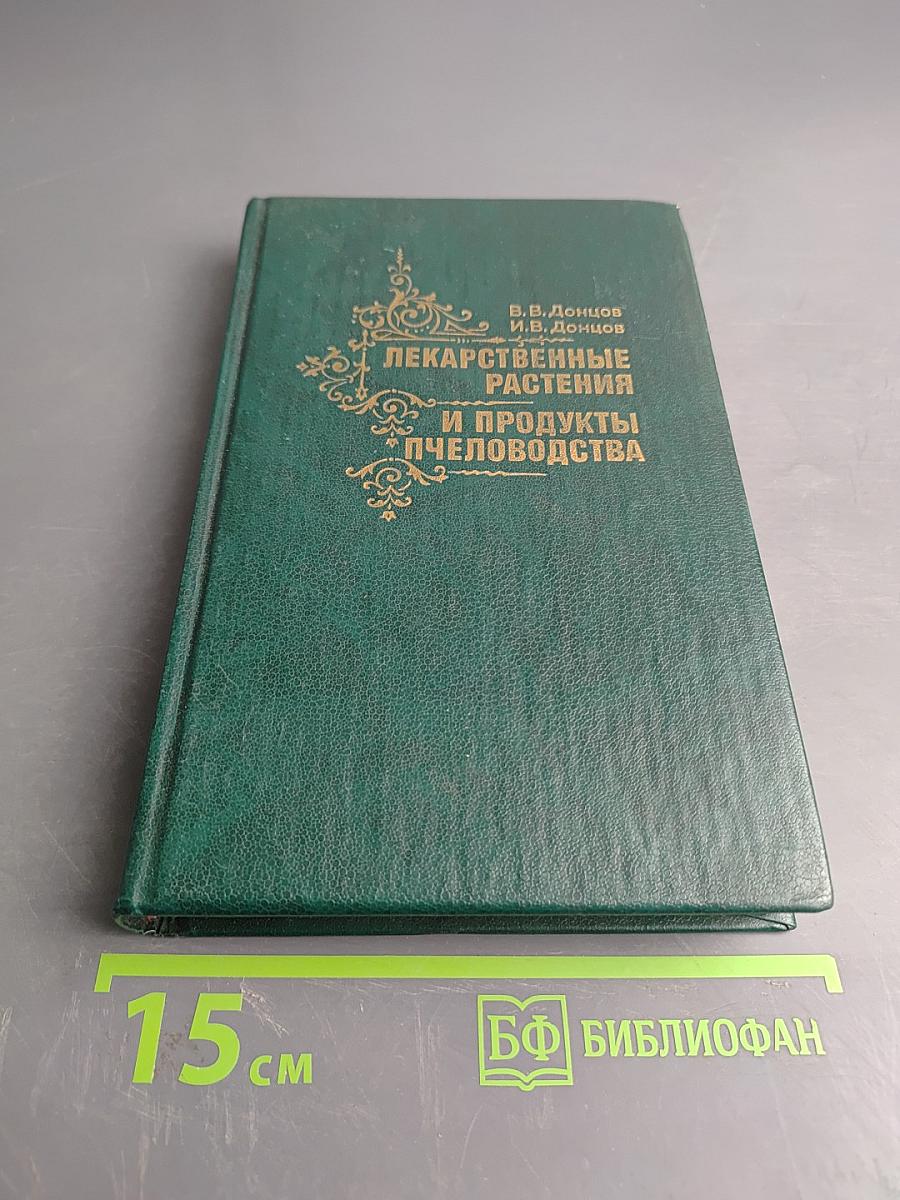 В. В. Донцов
И. В. Донцов
ЛЕКАРСТВЕННЫЕ
РАСТЕНИЯ
И ПРОДУКТЫ
ПЧЕЛОВОДСТВА
15 см
БФ БИБЛИОФАН